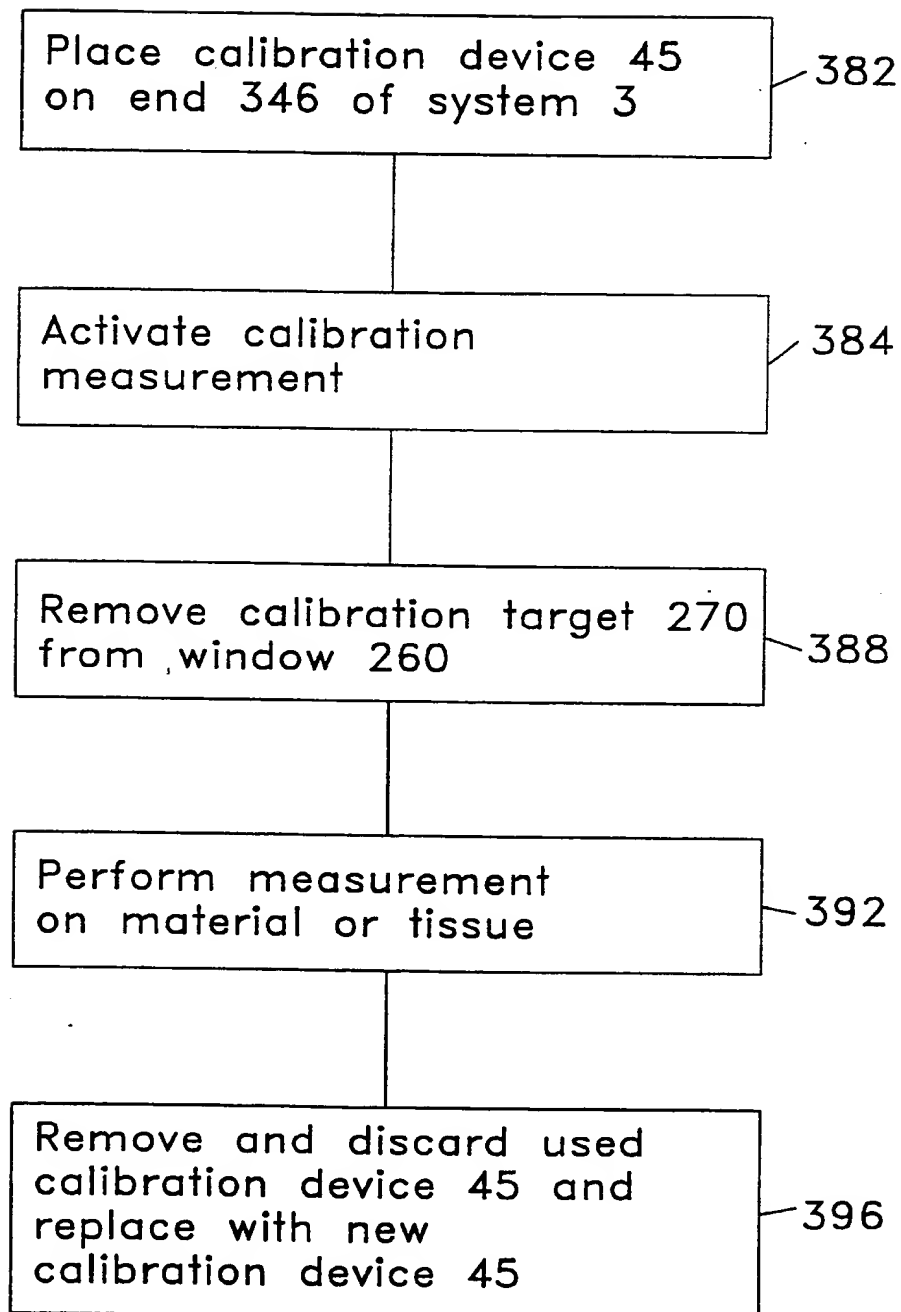 Place calibration device 45
on end 346 of system 3
382
Activate calibration
measurement
384
Remove calibration target 270
from window 260
388
Perform measurement
on material or tissue
392
Remove and discard used
calibration device 45 and
replace with new
calibration device 45
396